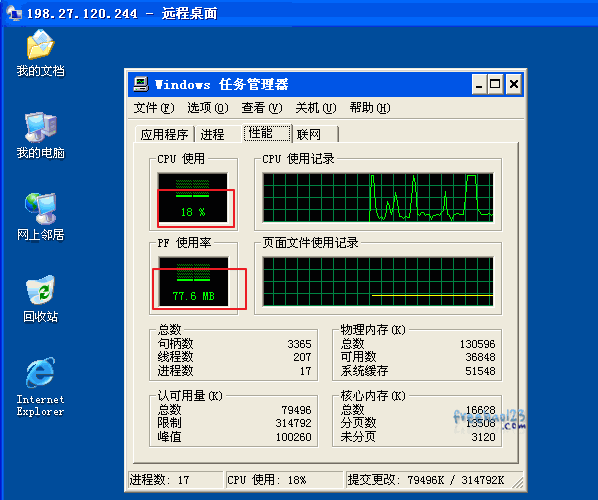 198.27.120.244 - 远程桌面
我的文档
我的电脑
网上邻居
回收站
Internet
Explorer
Windows 任务管理器
文件(F) 选项(O) 查看(V) 关机(U) 帮助(H)
应用程序 进程 性能 联网
CPU 使用
18 %
CPU 使用记录
PF 使用率
77.6 MB
页面文件使用记录
总数
句柄数 3365
线程数 207
进程数 17
物理内存(K)
总数 130596
可用数 36848
系统缓存 51548
认可用量(K)
总数 79496
限制 314792
峰值 100260
核心内存(K)
总数 16628
分页数 13508
未分页 3120
进程数: 17 CPU 使用: 18% 提交更改: 79496K / 314792K